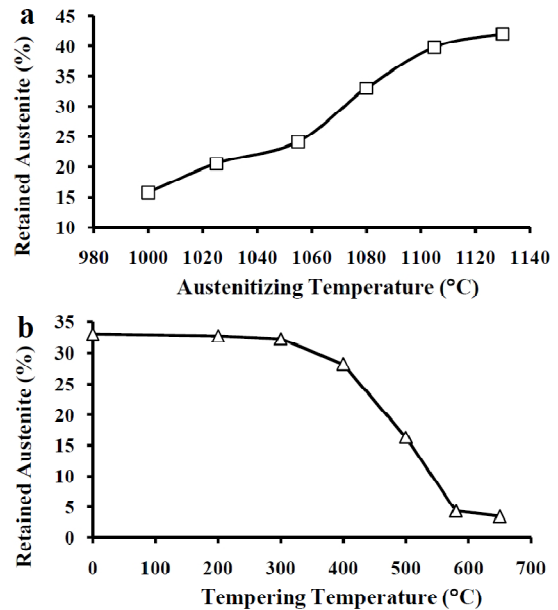 a
45
40
35
30
25
20
15
10
Retained Austenite (%)
980 1000 1020 1040 1060 1080 1100 1120 1140
Austenitizing Temperature (°C)
b
35
30
25
20
15
10
5
0
Retained Austenite (%)
0 100 200 300 400 500 600 700
Tempering Temperature (°C)